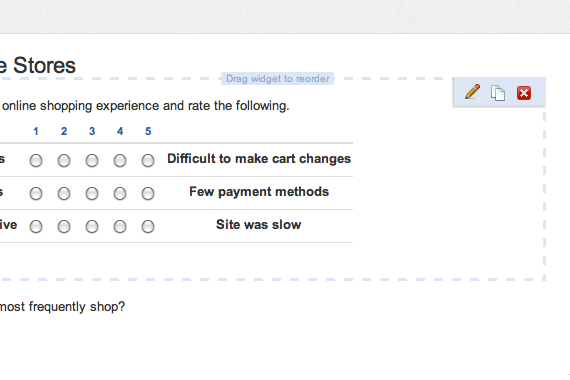 e Stores
Drag widget to reorder
online shopping experience and rate the following.
1 2 3 4 5
s Difficult to make cart changes
s Few payment methods
ive Site was slow
most frequently shop?